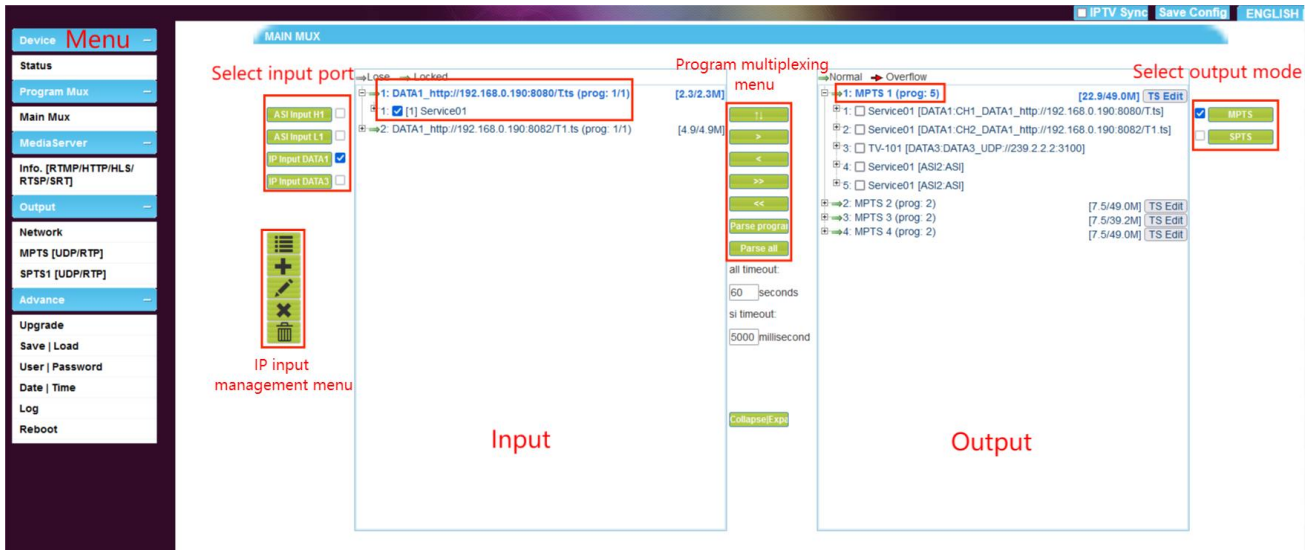 IPTV Sync Save Config ENGLISH
Device Menu −
Status
Program Mux −
Main Mux
MediaServer −
Info. [RTMP/HTTP/HLS/
RTSP/SRT]
Output −
Network
MPTS [UDP/RTP]
SPTS1 [UDP/RTP]
Advance −
Upgrade
Save | Load
User | Password
Date | Time
Log
Reboot
MAIN MUX
Select input port
ASI Input H1
ASI Input L1
IP Input DATA1
IP Input DATA3
IP input
management menu
Lose Locked
1: DATA1_http://192.168.0.190:8080/T.ts (prog: 1/1) [2.3/2.3M]
1: [1] Service01
2: DATA1_http://192.168.0.190:8082/T1.ts (prog: 1/1) [4.9/4.9M]
Input
Program multiplexing
menu
↑↓
>
<
>>
<<
Parse progra
Parse all
all timeout:
60 seconds
si timeout:
5000 millisecond
Collapse|Expa
Normal Overflow
1: MPTS 1 (prog: 5) [22.9/49.0M] TS Edit
1: Service01 [DATA1:CH1_DATA1_http://192.168.0.190:8080/T.ts]
2: Service01 [DATA1:CH2_DATA1_http://192.168.0.190:8082/T1.ts]
3: TV-101 [DATA3:DATA3_UDP://239.2.2.2:3100]
4: Service01 [ASI2:ASI]
5: Service01 [ASI2:ASI]
2: MPTS 2 (prog: 2) [7.5/49.0M] TS Edit
3: MPTS 3 (prog: 2) [7.5/39.2M] TS Edit
4: MPTS 4 (prog: 2) [7.5/49.0M] TS Edit
Output
Select output mode
MPTS
SPTS